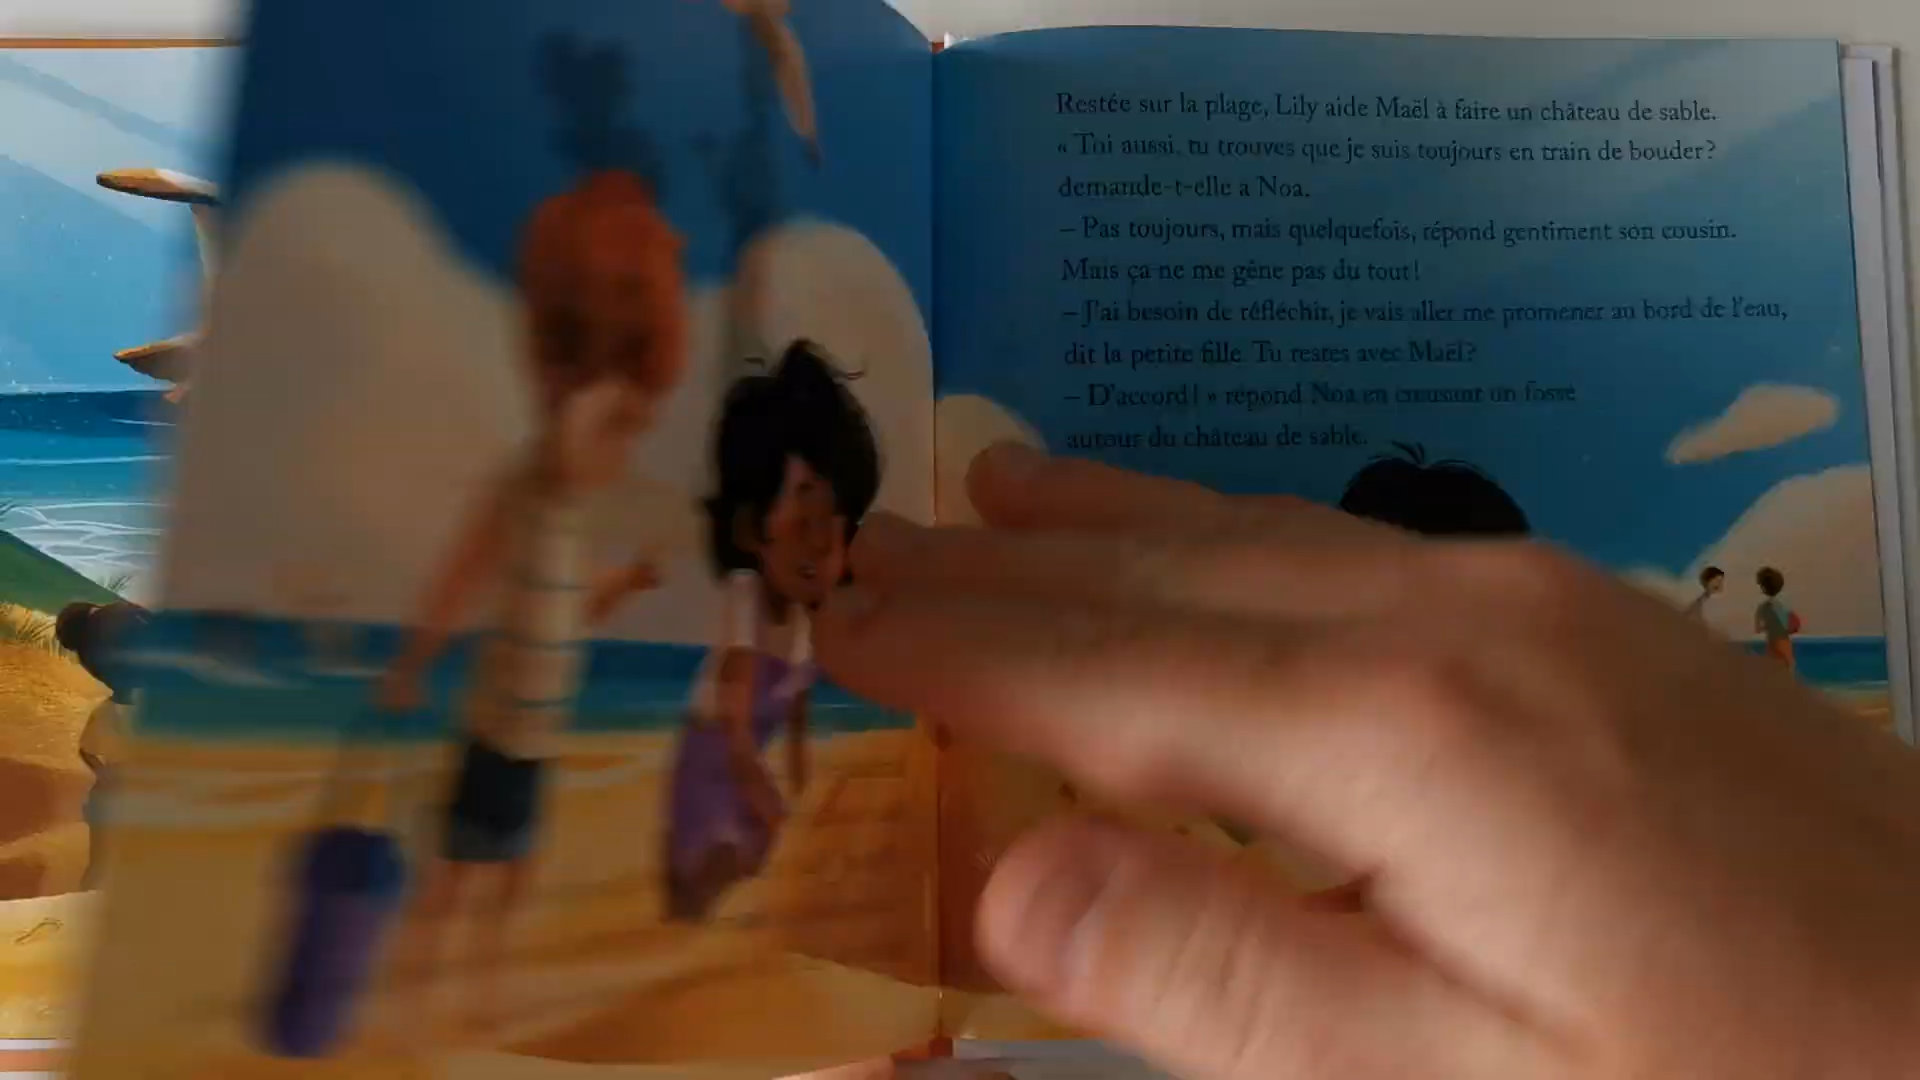 Restée sur la plage, Lily aide Maël à faire un château de sable.
« Toi aussi, tu trouves que je suis toujours en train de bouder?
demande-t-elle à Noa.
– Pas toujours, mais quelquefois, répond gentiment son cousin.
Mais ça ne me gêne pas du tout!
– J'ai besoin de réfléchir, je vais aller me promener au bord de l'eau,
dit la petite fille. Tu restes avec Maël?
– D'accord! » répond Noa en creusant un fossé
autour du château de sable.